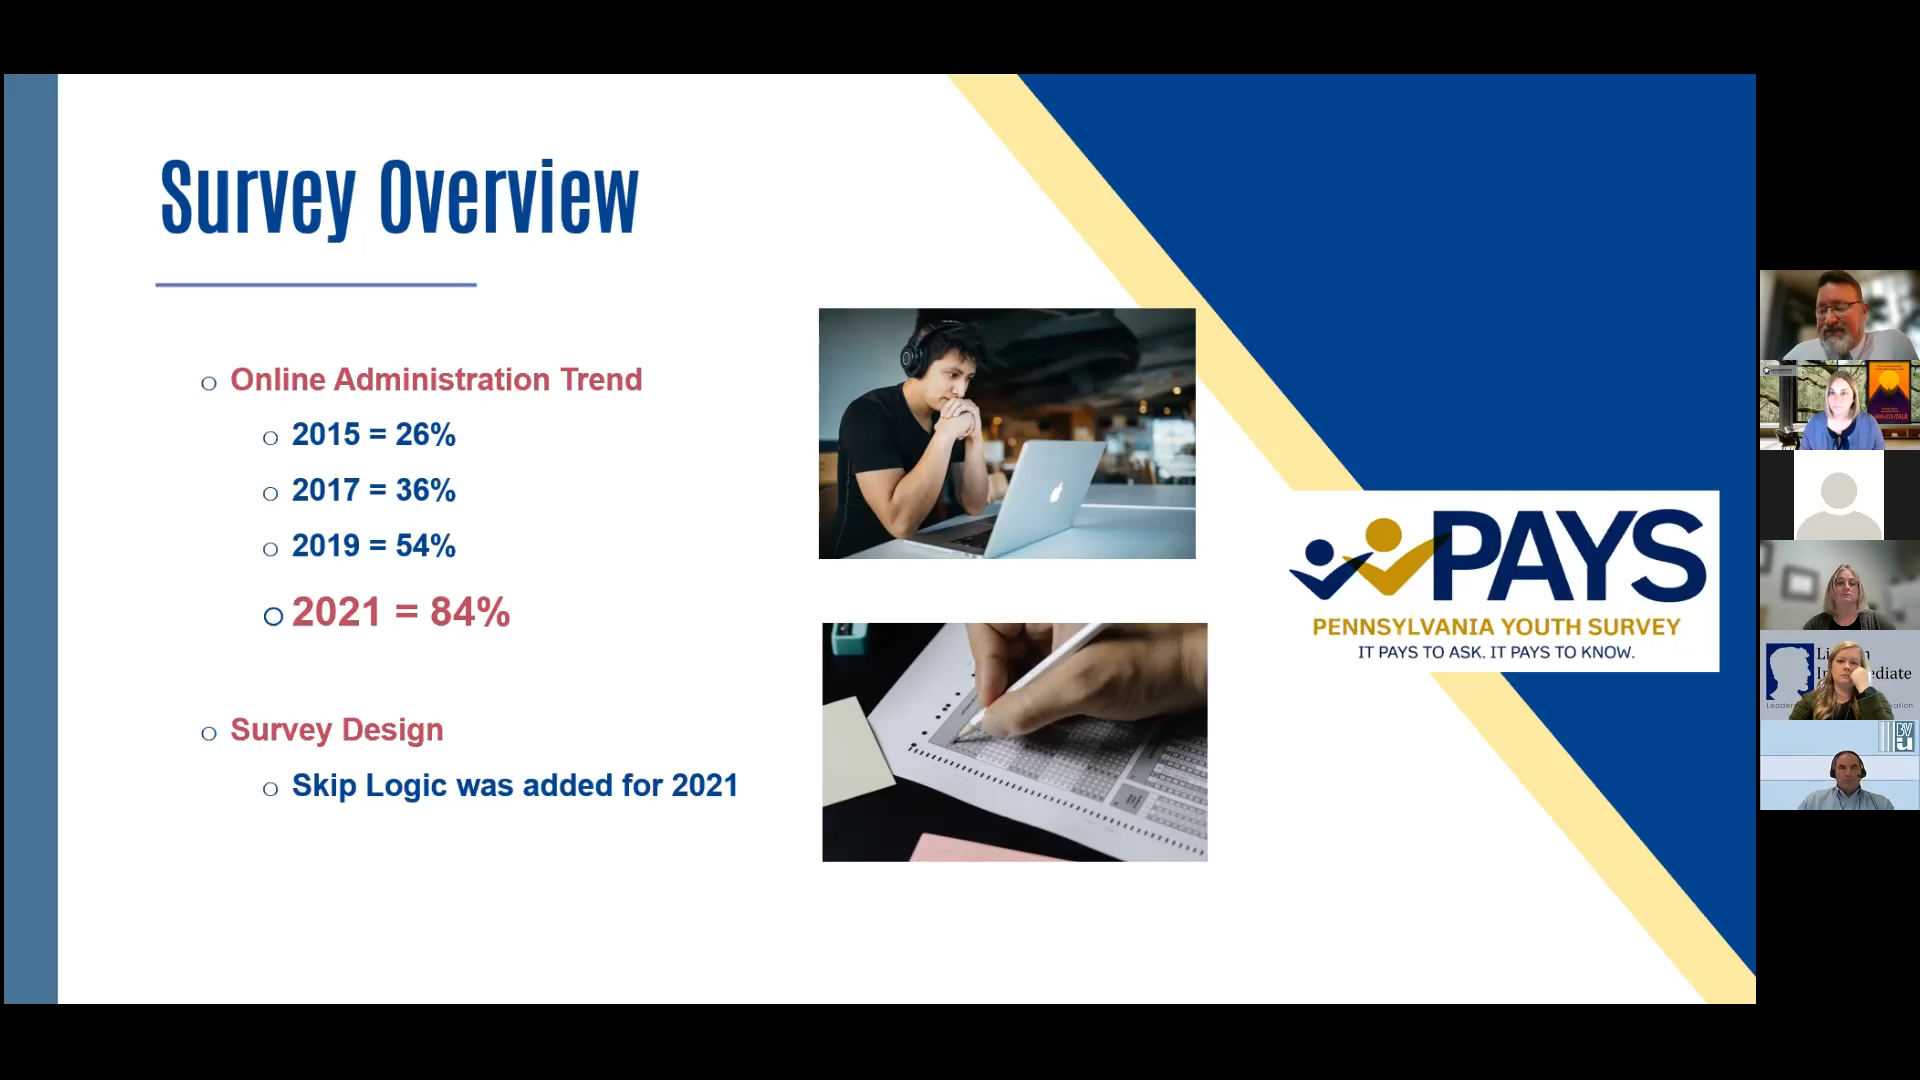 Survey Overview
Online Administration Trend
2015 = 26%
2017 = 36%
2019 = 54%
2021 = 84%
Survey Design
Skip Logic was added for 2021
PAYS
PENNSYLVANIA YOUTH SURVEY
IT PAYS TO ASK. IT PAYS TO KNOW.
BV
U